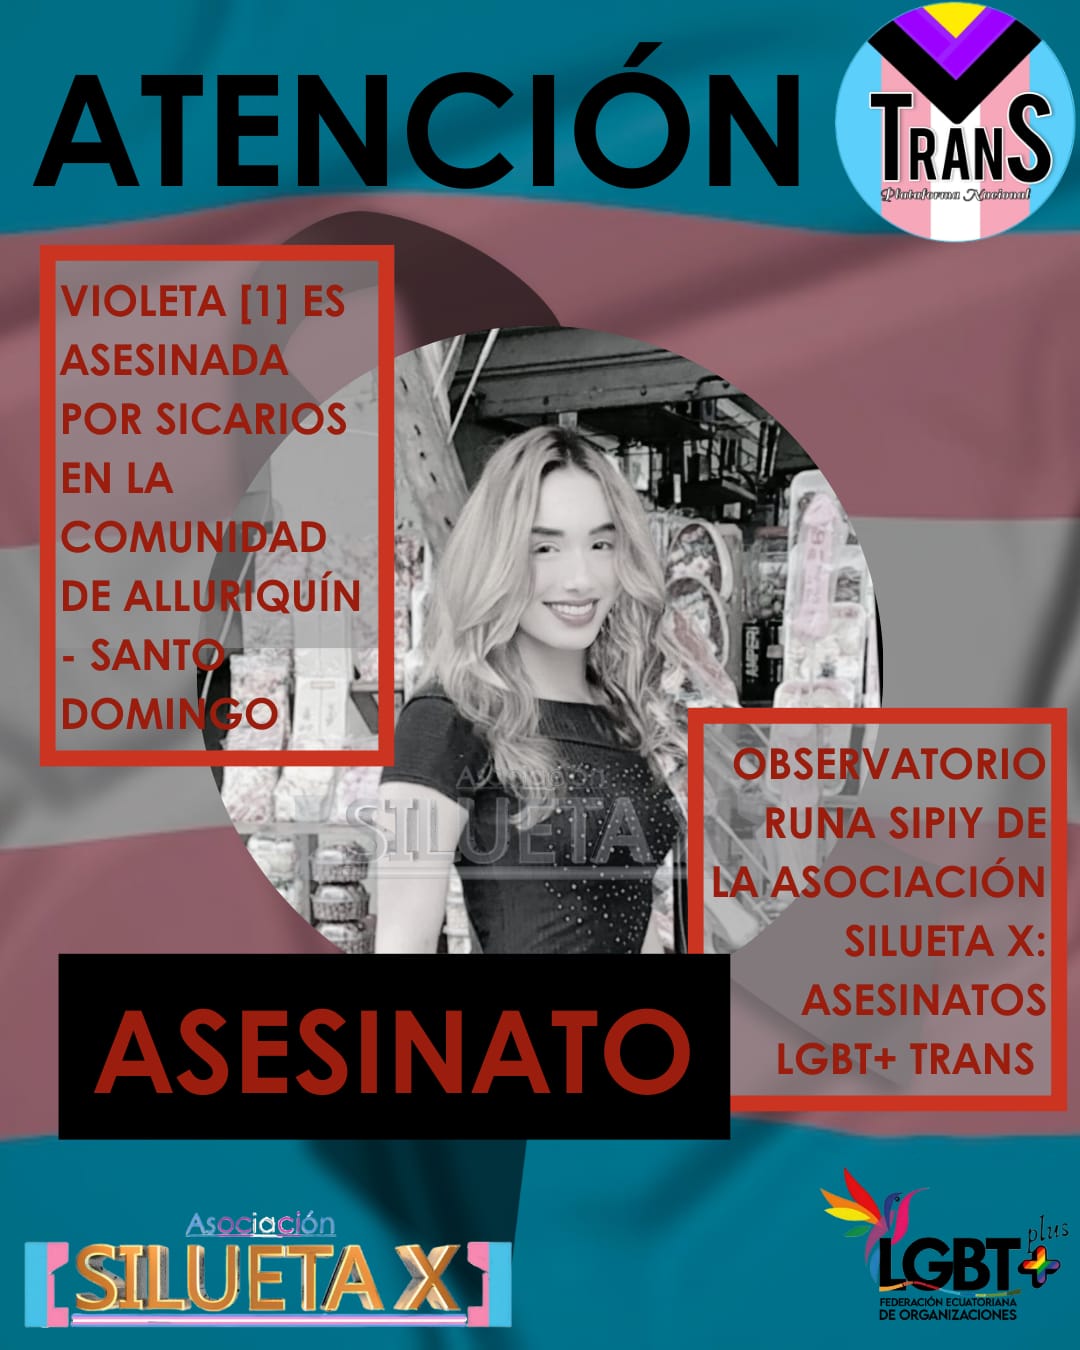 ATENCIÓN
TRANS
Plataforma Nacional
VIOLETA [1] ES
ASESINADA
POR SICARIOS
EN LA
COMUNIDAD
DE ALLURIQUÍN
- SANTO
DOMINGO
Asociación
SILUETA X
OBSERVATORIO
RUNA SIPIY DE
LA ASOCIACIÓN
SILUETA X:
ASESINATOS
LGBT+ TRANS
ASESINATO
Asociación
SILUETA X
LGBT+ plus
FEDERACIÓN ECUATORIANA
DE ORGANIZACIONES